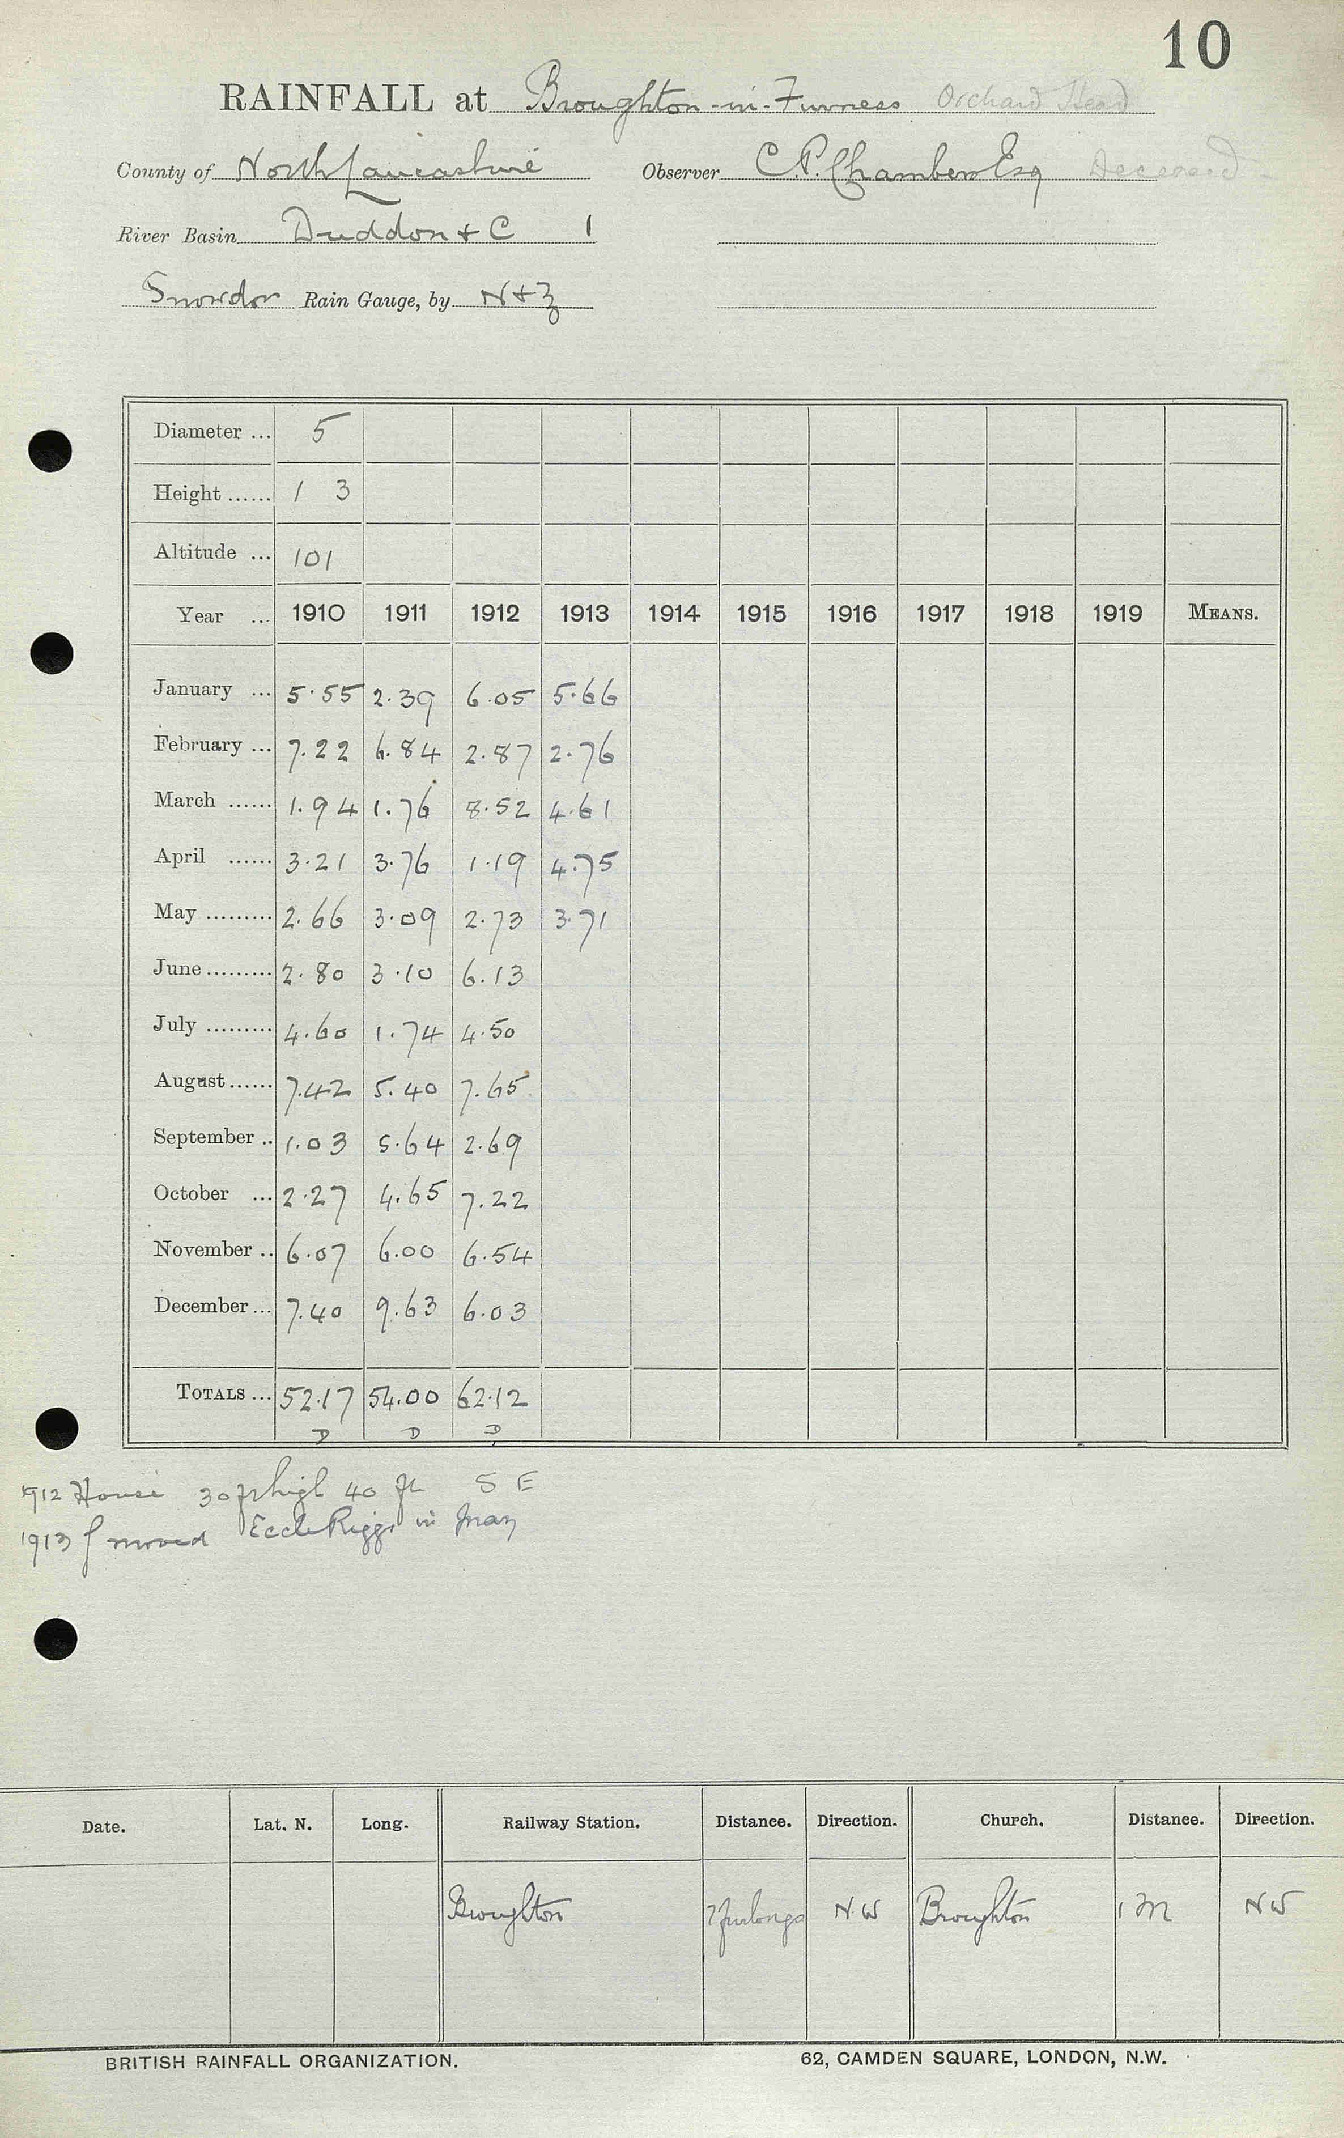 10
RAINFALL at Broughton-in-Furness Orchard Head
County of North Lancashire Observer C.P. Chambers Esq Deceased
River Basin Duddon & C 1
Snowdon Rain Gauge, by N & Z
Diameter ... 5
Height ...... 1 3
Altitude ... 101
Year ... 1910 1911 1912 1913 1914 1915 1916 1917 1918 1919 MEANS.
January ... 5.55 2.39 6.05 5.66
February ... 7.22 6.84 2.87 2.76
March ...... 1.94 1.76 8.52 4.61
April ...... 3.21 3.76 1.19 4.75
May ......... 2.66 3.09 2.73 3.71
June ......... 2.80 3.10 6.13
July ......... 4.60 1.74 4.50
August ...... 7.42 5.40 7.65
September .. 1.03 5.64 2.69
October ... 2.27 4.65 7.22
November .. 6.07 6.00 6.54
December ... 7.40 9.63 6.03
TOTALS ... 52.17 54.00 62.12
D D D
1912 House 30 ft high 40 ft S E
1913 g moved Eccle Riggs in May
Date. Lat. N. Long. Railway Station. Distance. Direction. Church. Distance. Direction.
Broughton 7 furlongs N W Broughton 1 M N W
BRITISH RAINFALL ORGANIZATION. 62, CAMDEN SQUARE, LONDON, N.W.